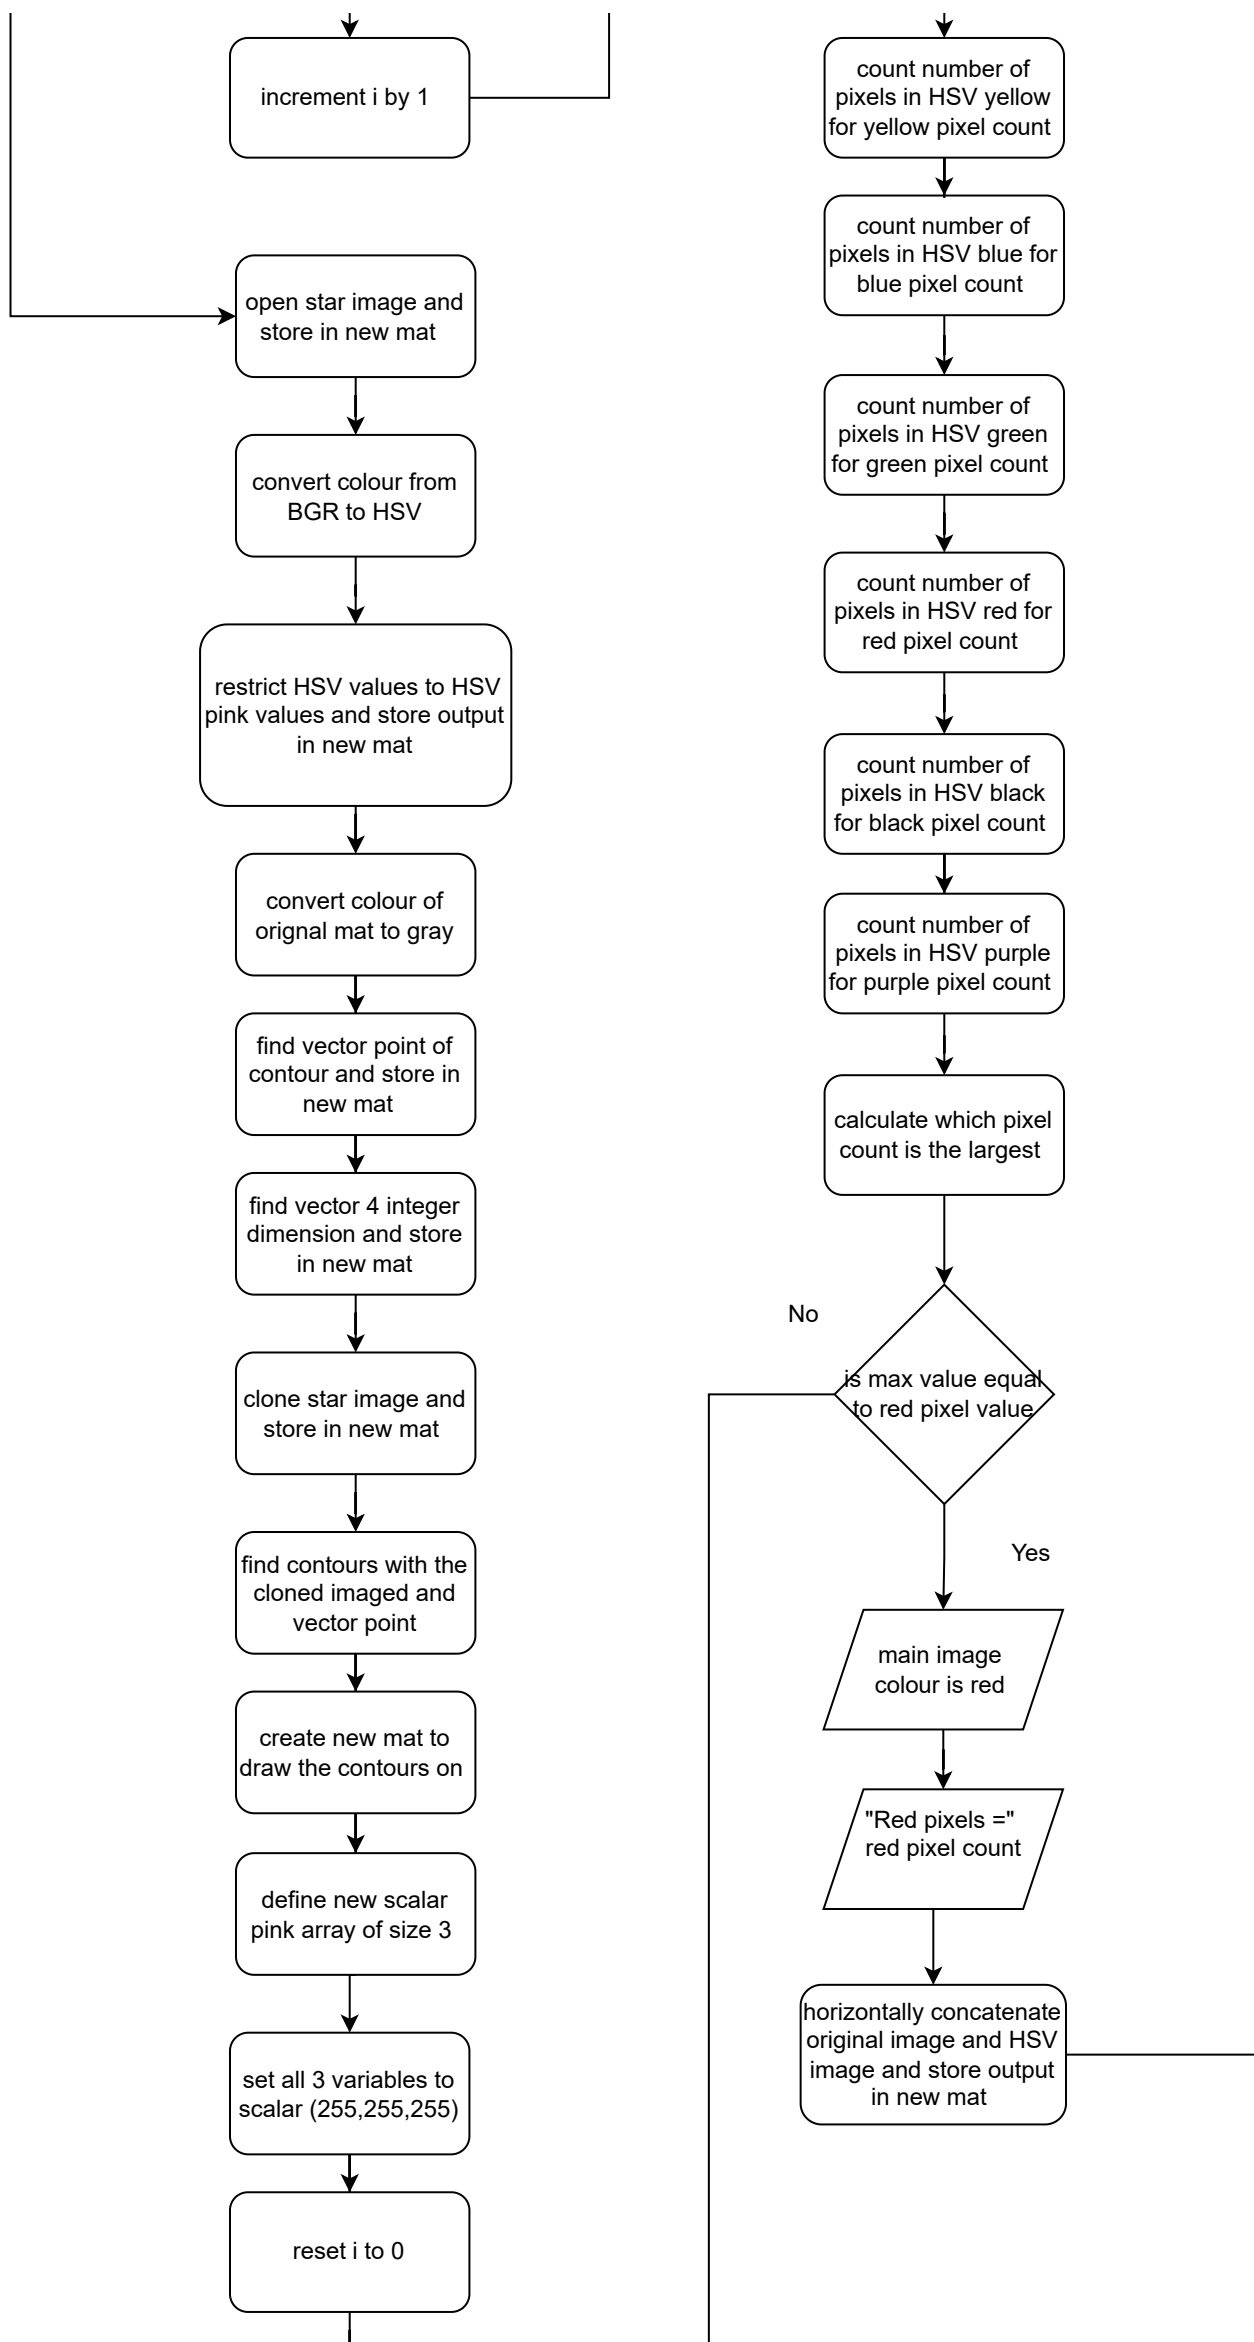 increment i by 1
open star image and
store in new mat
convert colour from
BGR to HSV
restrict HSV values to HSV
pink values and store output
in new mat
convert colour of
orignal mat to gray
find vector point of
contour and store in
new mat
find vector 4 integer
dimension and store
in new mat
clone star image and
store in new mat
find contours with the
cloned imaged and
vector point
create new mat to
draw the contours on
define new scalar
pink array of size 3
set all 3 variables to
scalar (255,255,255)
reset i to 0
count number of
pixels in HSV yellow
for yellow pixel count
count number of
pixels in HSV blue for
blue pixel count
count number of
pixels in HSV green
for green pixel count
count number of
pixels in HSV red for
red pixel count
count number of
pixels in HSV black
for black pixel count
count number of
pixels in HSV purple
for purple pixel count
calculate which pixel
count is the largest
No
is max value equal
to red pixel value
Yes
main image
colour is red
"Red pixels ="
red pixel count
horizontally concatenate
original image and HSV
image and store output
in new mat